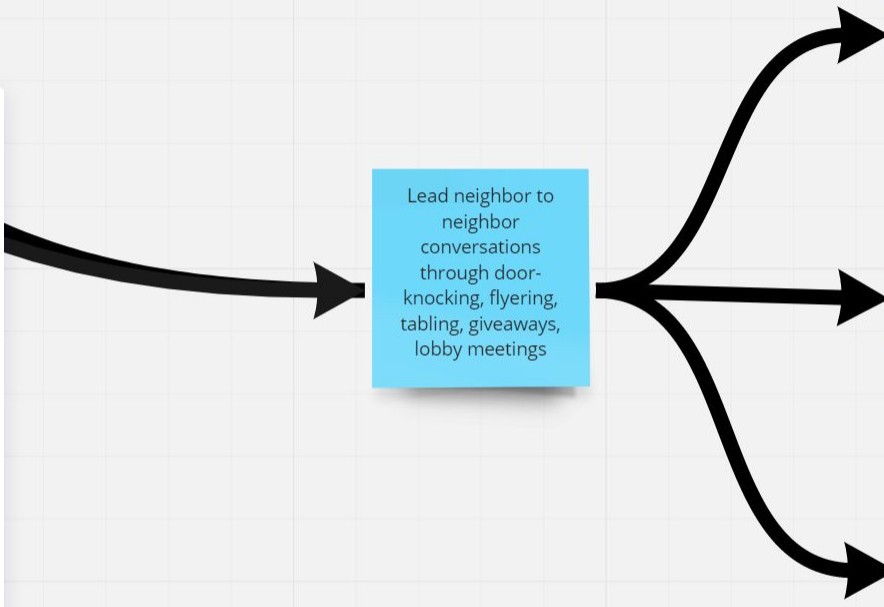 Lead neighbor to
neighbor
conversations
through door-
knocking, flyering,
tabling, giveaways,
lobby meetings